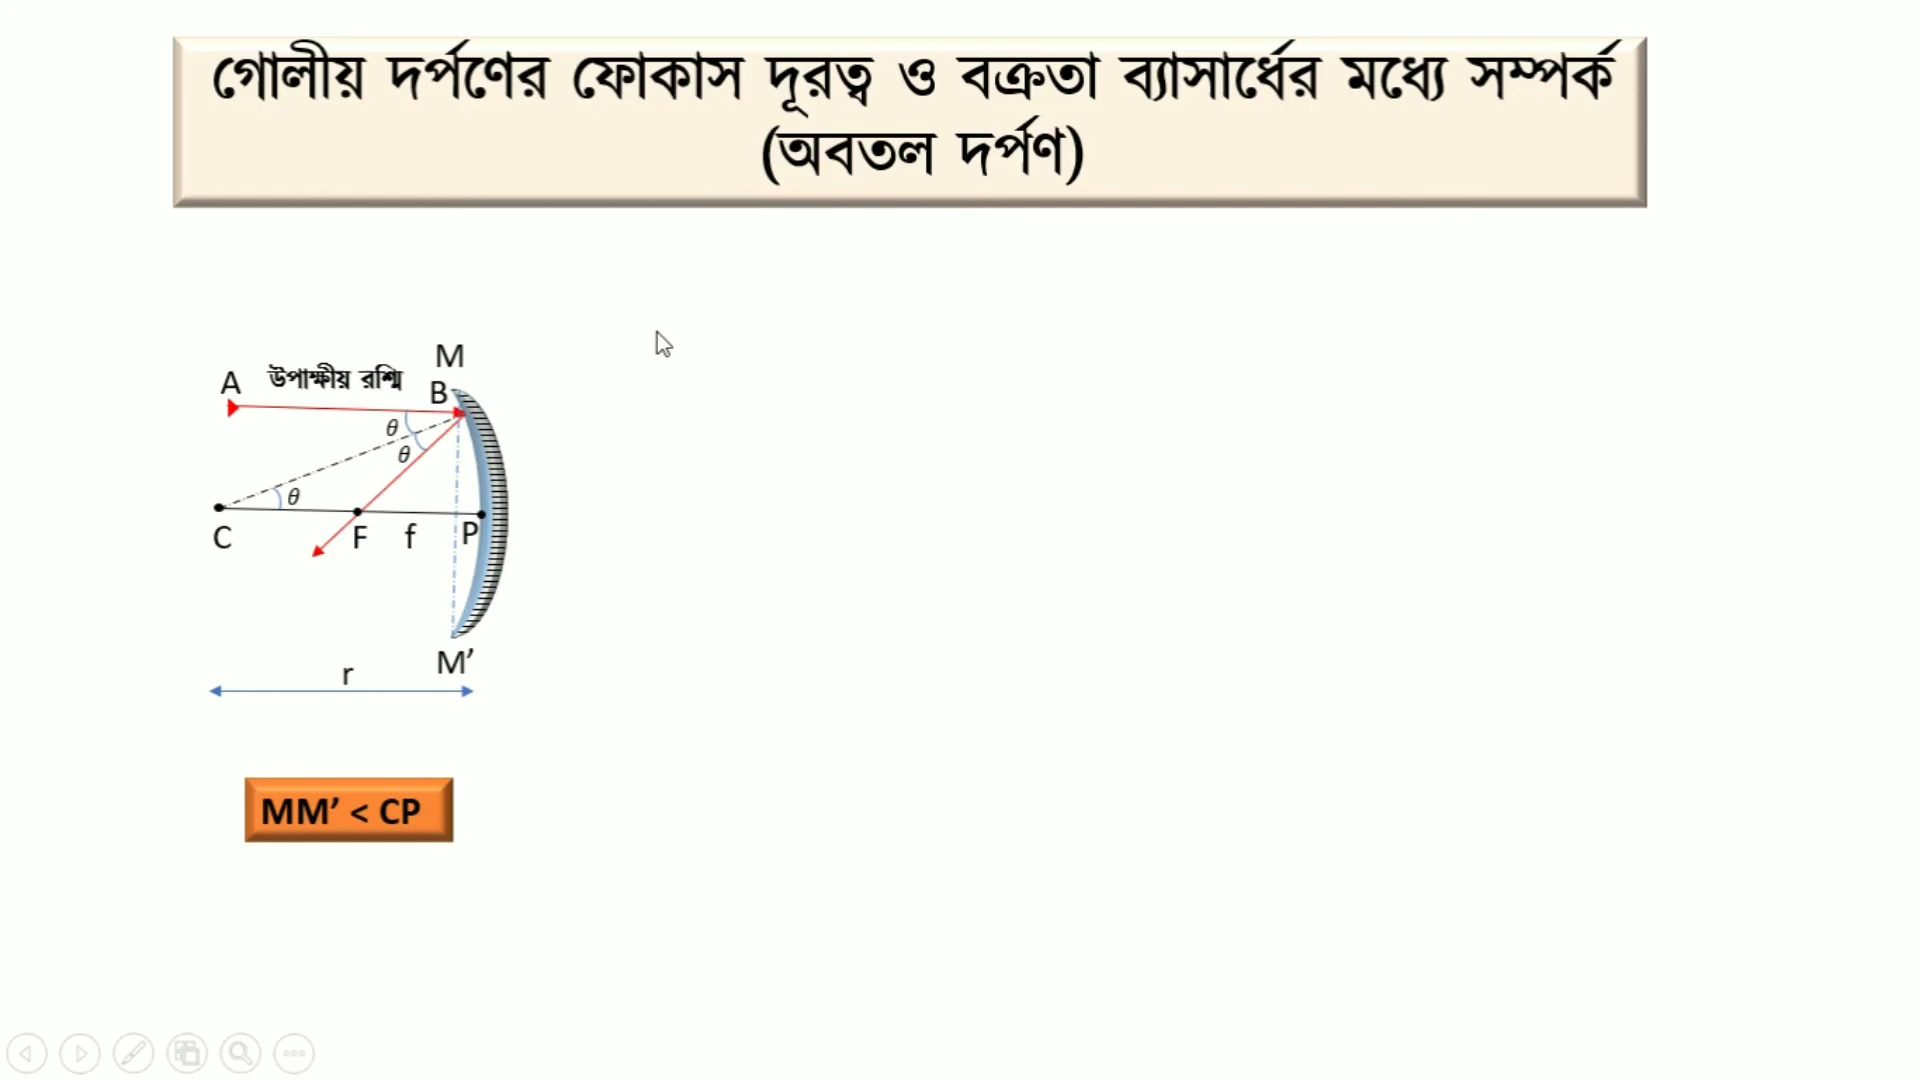 গোলীয় দর্পণের ফোকাস দূরত্ব ও বক্রতা ব্যাসার্ধের মধ্যে সম্পর্ক
(অবতল দর্পণ)
M
A উপাক্ষীয় রশ্মি B
θ
θ
θ
C F f P
M’
r
MM’ < CP